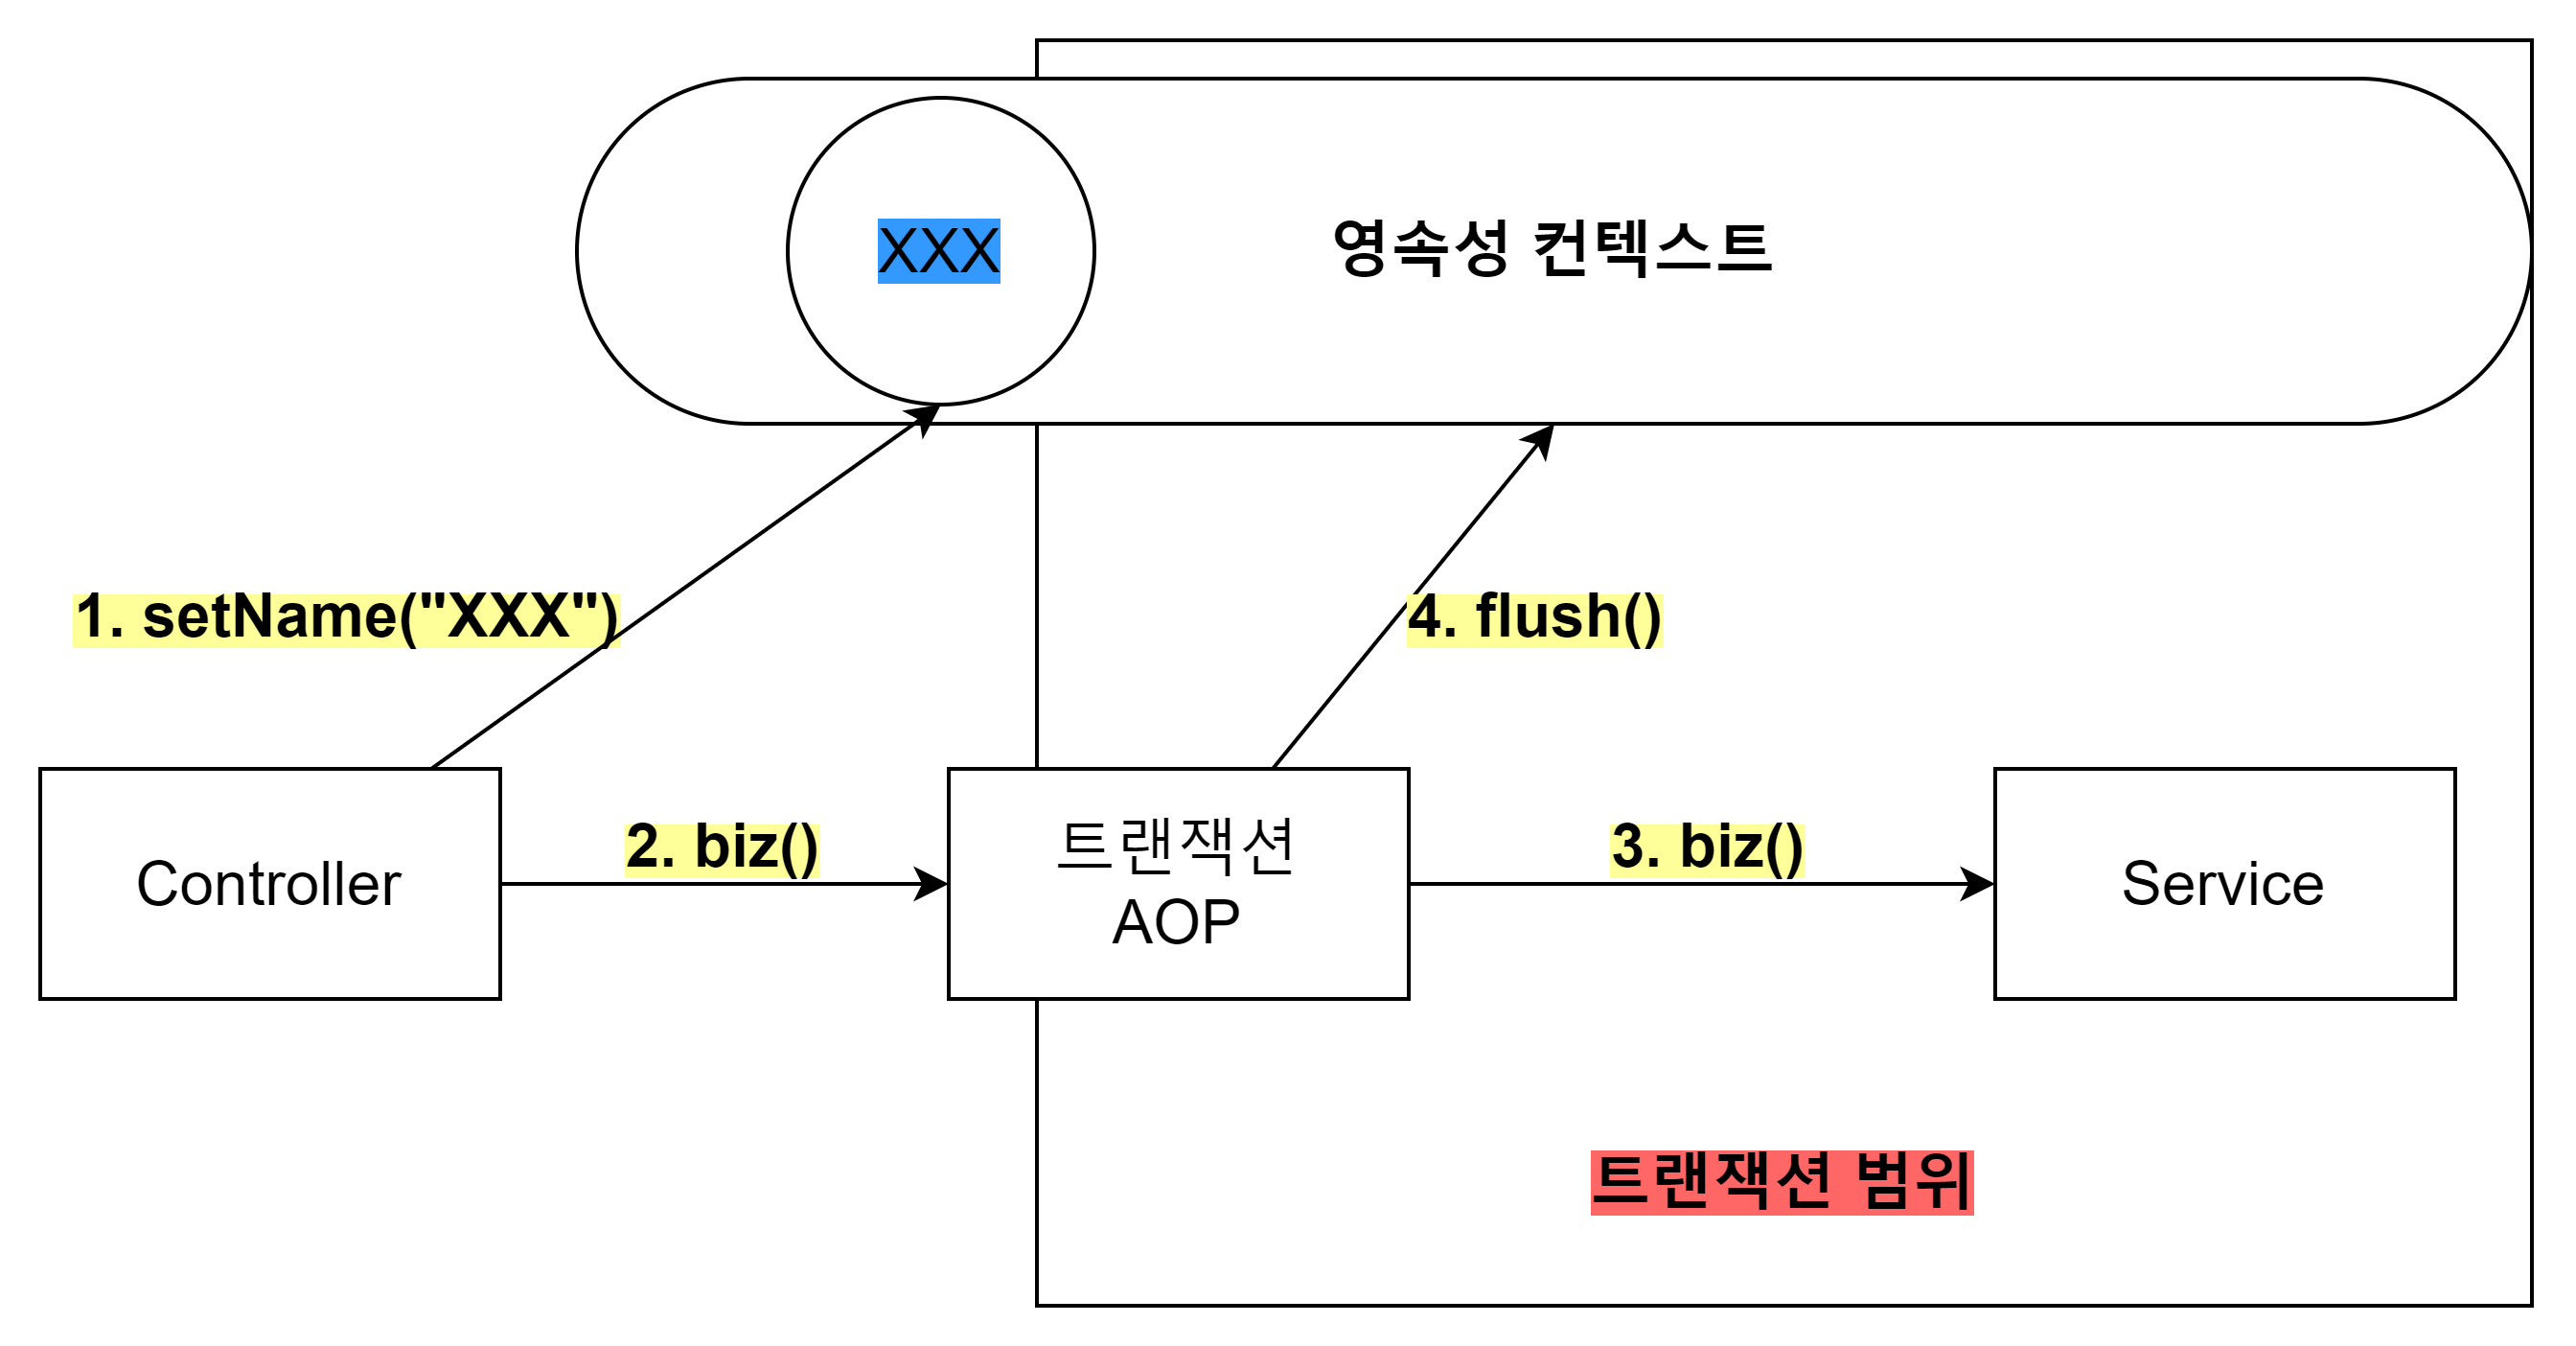 XXX
영속성 컨텍스트
1. setName("XXX")
4. flush()
Controller
2. biz()
트랜잭션
AOP
3. biz()
Service
트랜잭션 범위